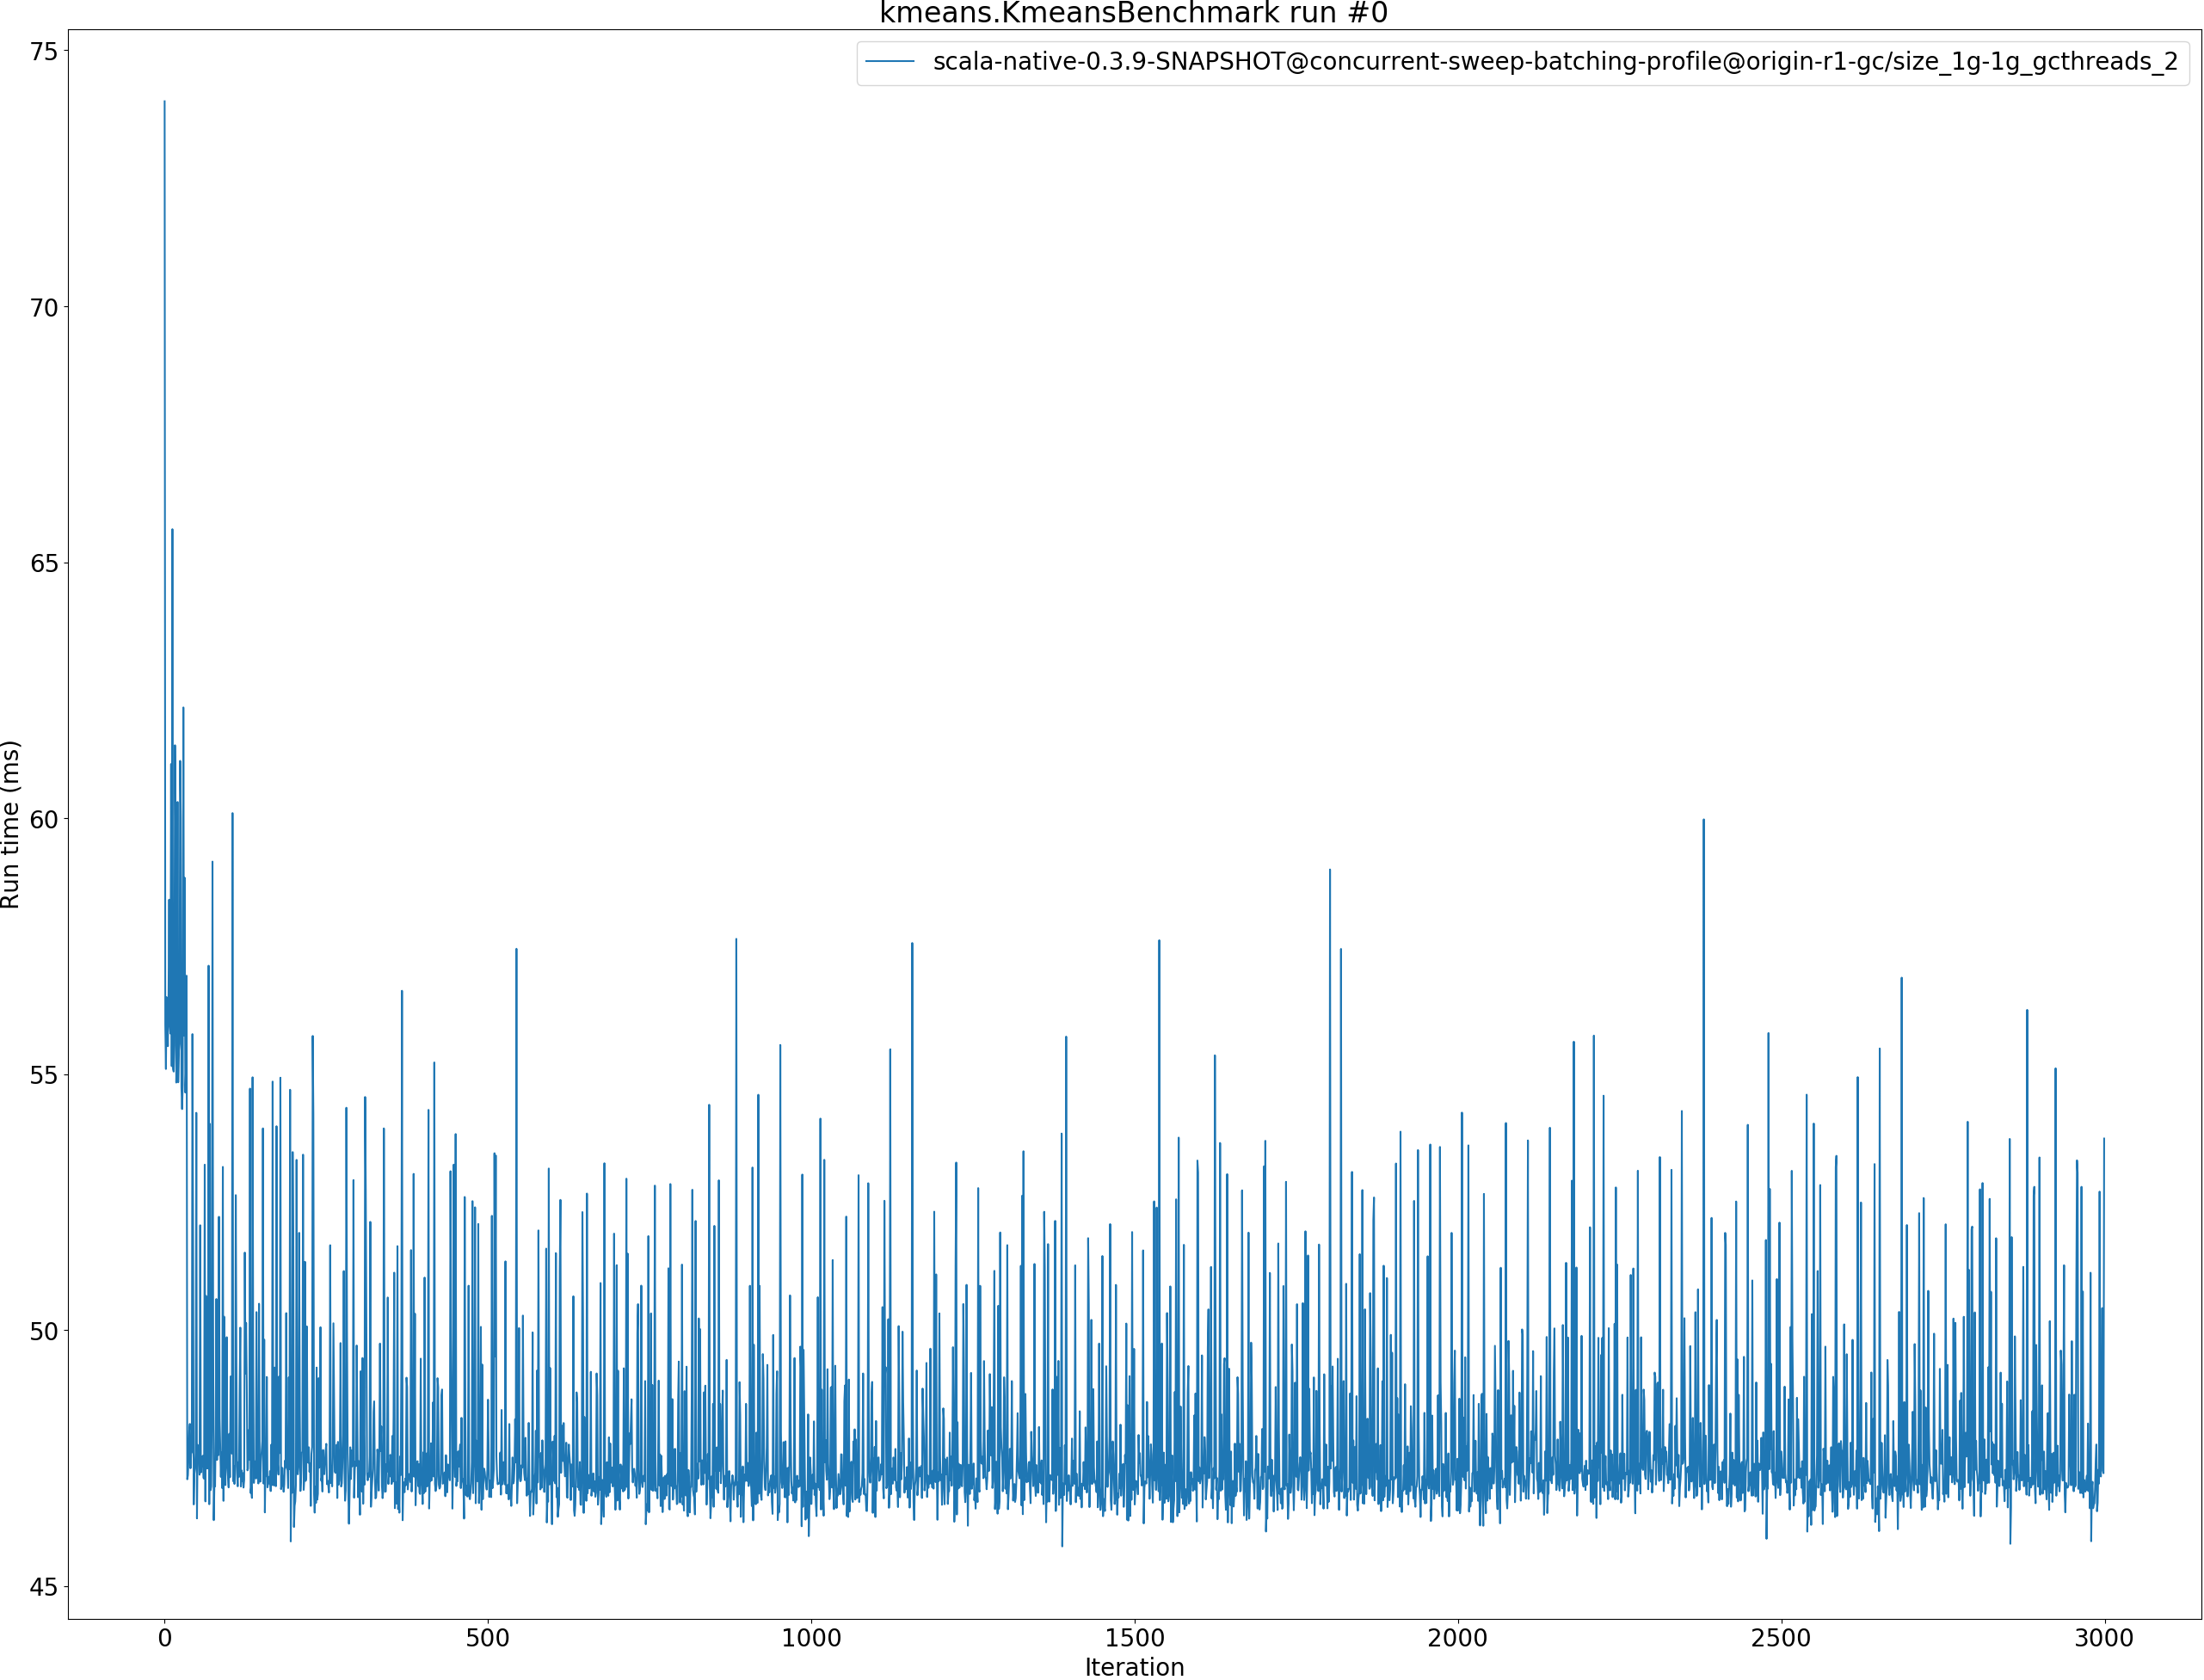 kmeans.KmeansBenchmark run #0
scala-native-0.3.9-SNAPSHOT@concurrent-sweep-batching-profile@origin-r1-gc/size_1g-1g_gcthreads_2
75
70
65
60
55
50
45
Run time (ms)
0 500 1000 1500 2000 2500 3000
Iteration